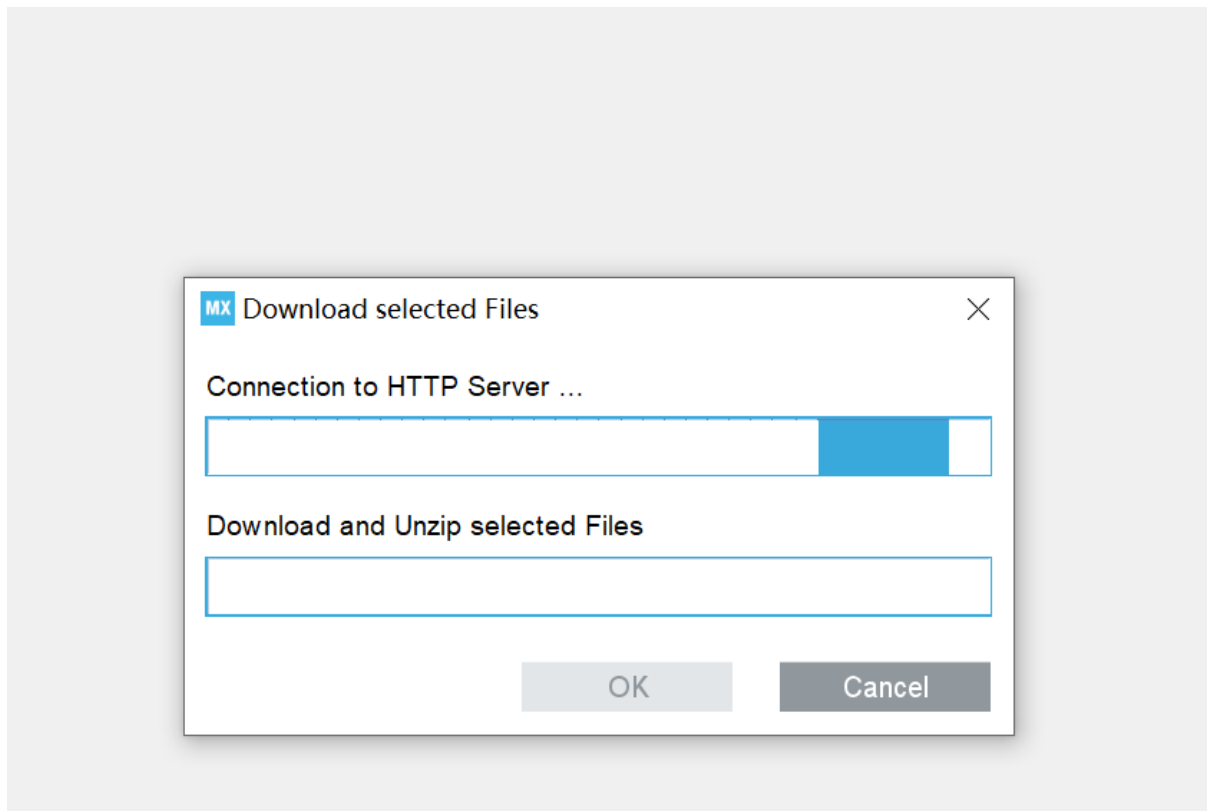 MX Download selected Files
Connection to HTTP Server ...
Download and Unzip selected Files
OK Cancel